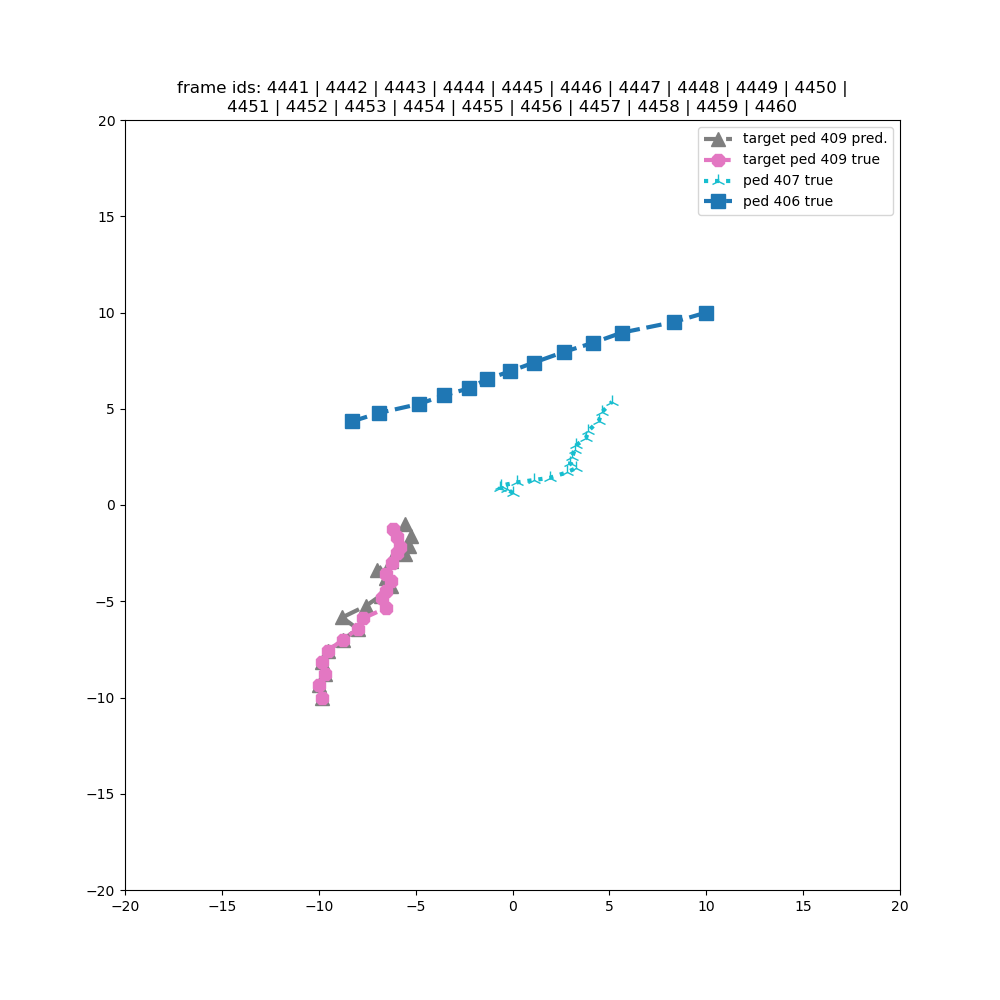 frame ids: 4441 | 4442 | 4443 | 4444 | 4445 | 4446 | 4447 | 4448 | 4449 | 4450 |
4451 | 4452 | 4453 | 4454 | 4455 | 4456 | 4457 | 4458 | 4459 | 4460
target ped 409 pred.
target ped 409 true
ped 407 true
ped 406 true
20
15
10
5
0
−5
−10
−15
−20
−20 −15 −10 −5 0 5 10 15 20